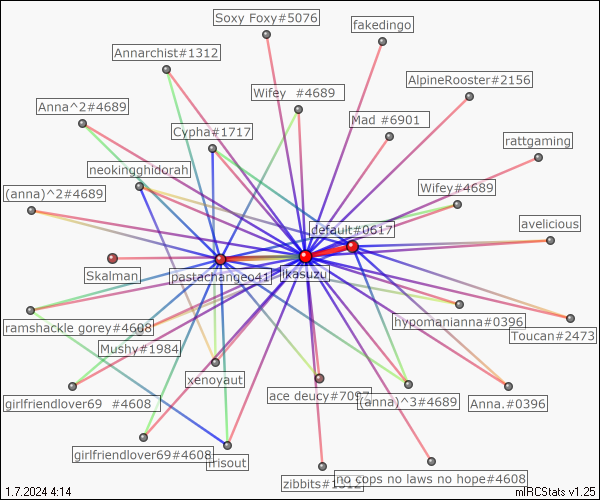 Soxy Foxy#5076
fakedingo
Annarchist#1312
AlpineRooster#2156
Wifey #4689
Anna^2#4689
Mad #6901
Cypha#1717
rattgaming
neokingghidorah
Wifey#4689
(anna)^2#4689
avelicious
default#0617
Skalman
pastachangeo41
ikasuzu
ramshackle gorey#4608
hypomanianna#0396
Toucan#2473
Mushy#1984
xenoyaut
ace deucy#7097
(anna)^3#4689
Anna.#0396
girlfriendlover69 #4608
girlfriendlover69#4608
irisout
zibbits#1312
no cops no laws no hope#4608
1.7.2024 4:14
mIRCStats v1.25